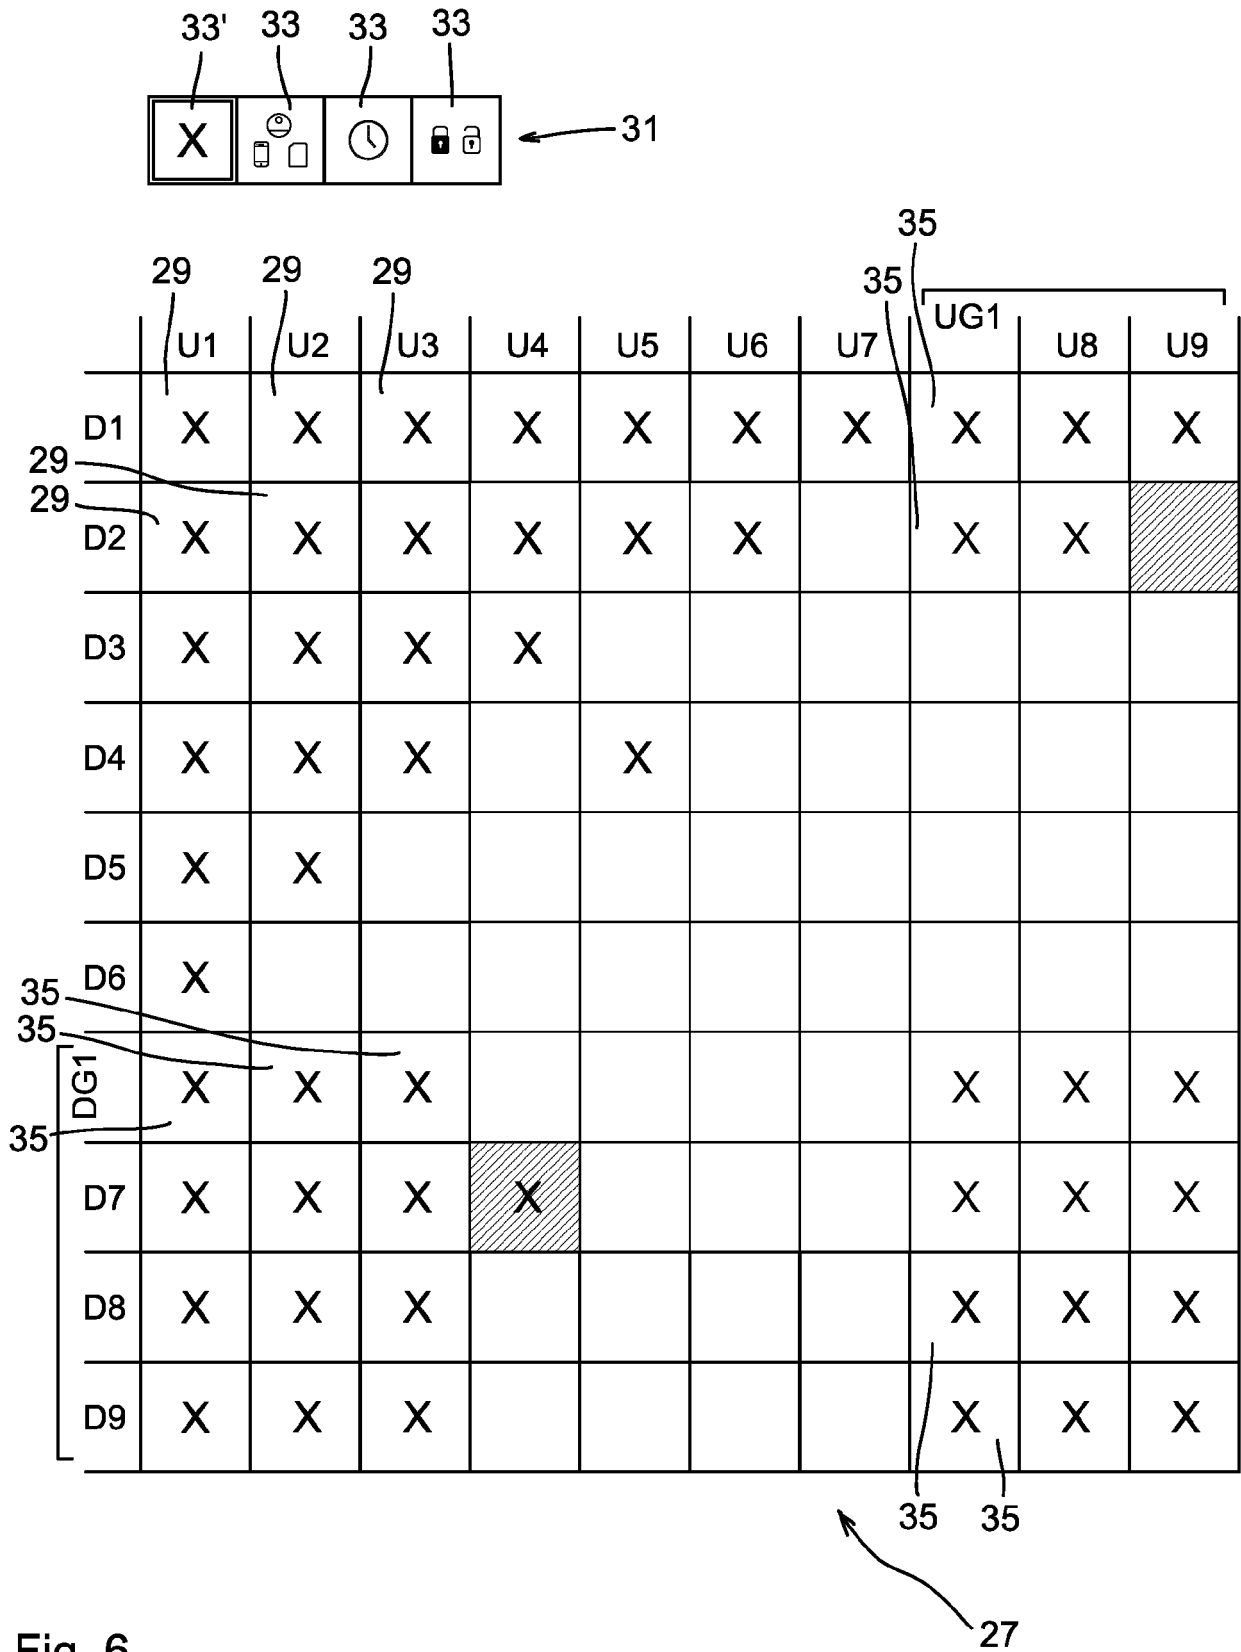 33' 33 33 33
X
31
35
29 29 29 35
UG1
U1 U2 U3 U4 U5 U6 U7 U8 U9
D1 X X X X X X X X X X
29
29
D2 X X X X X X X X
D3 X X X X
D4 X X X X
D5 X X
D6 X
35
35
DG1 X X X X X X
35
D7 X X X X X X X
D8 X X X X X X
D9 X X X X X X
35 35
27
Fig. 6